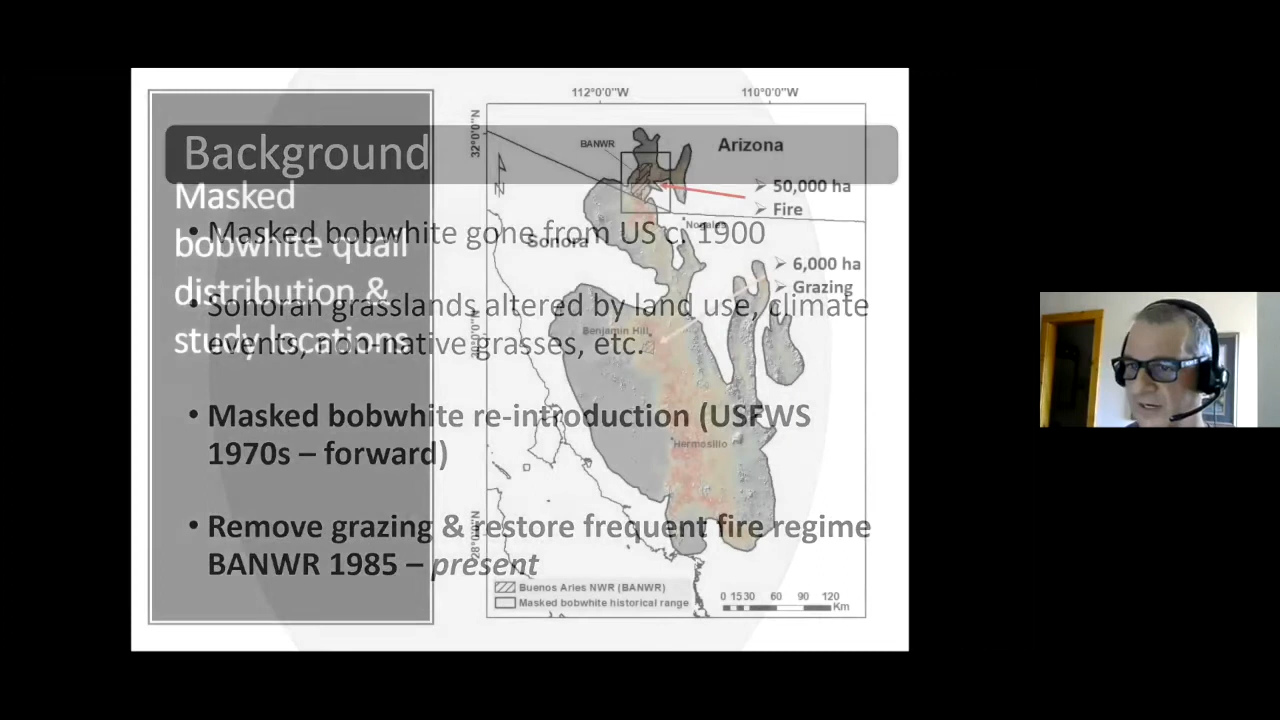 Background
• Masked bobwhite gone from US c. 1900
• Sonoran grasslands altered by land use, climate
events, non-native grasses, etc.
• Masked bobwhite re-introduction (USFWS
1970s – forward)
• Remove grazing & restore frequent fire regime
BANWR 1985 – present
Masked
bobwhite quail
distribution &
study locations
112°0'0"W
110°0'0"W
32°0'0"N
28°0'0"N
N
BANWR
Arizona
➢ 50,000 ha
➢ Fire
Nogales
Sonora
➢ 6,000 ha
➢ Grazing
Benjamin Hill
Hermosillo
Buenos Aries NWR (BANWR)
Masked bobwhite historical range
0 15 30 60 90 120
Km